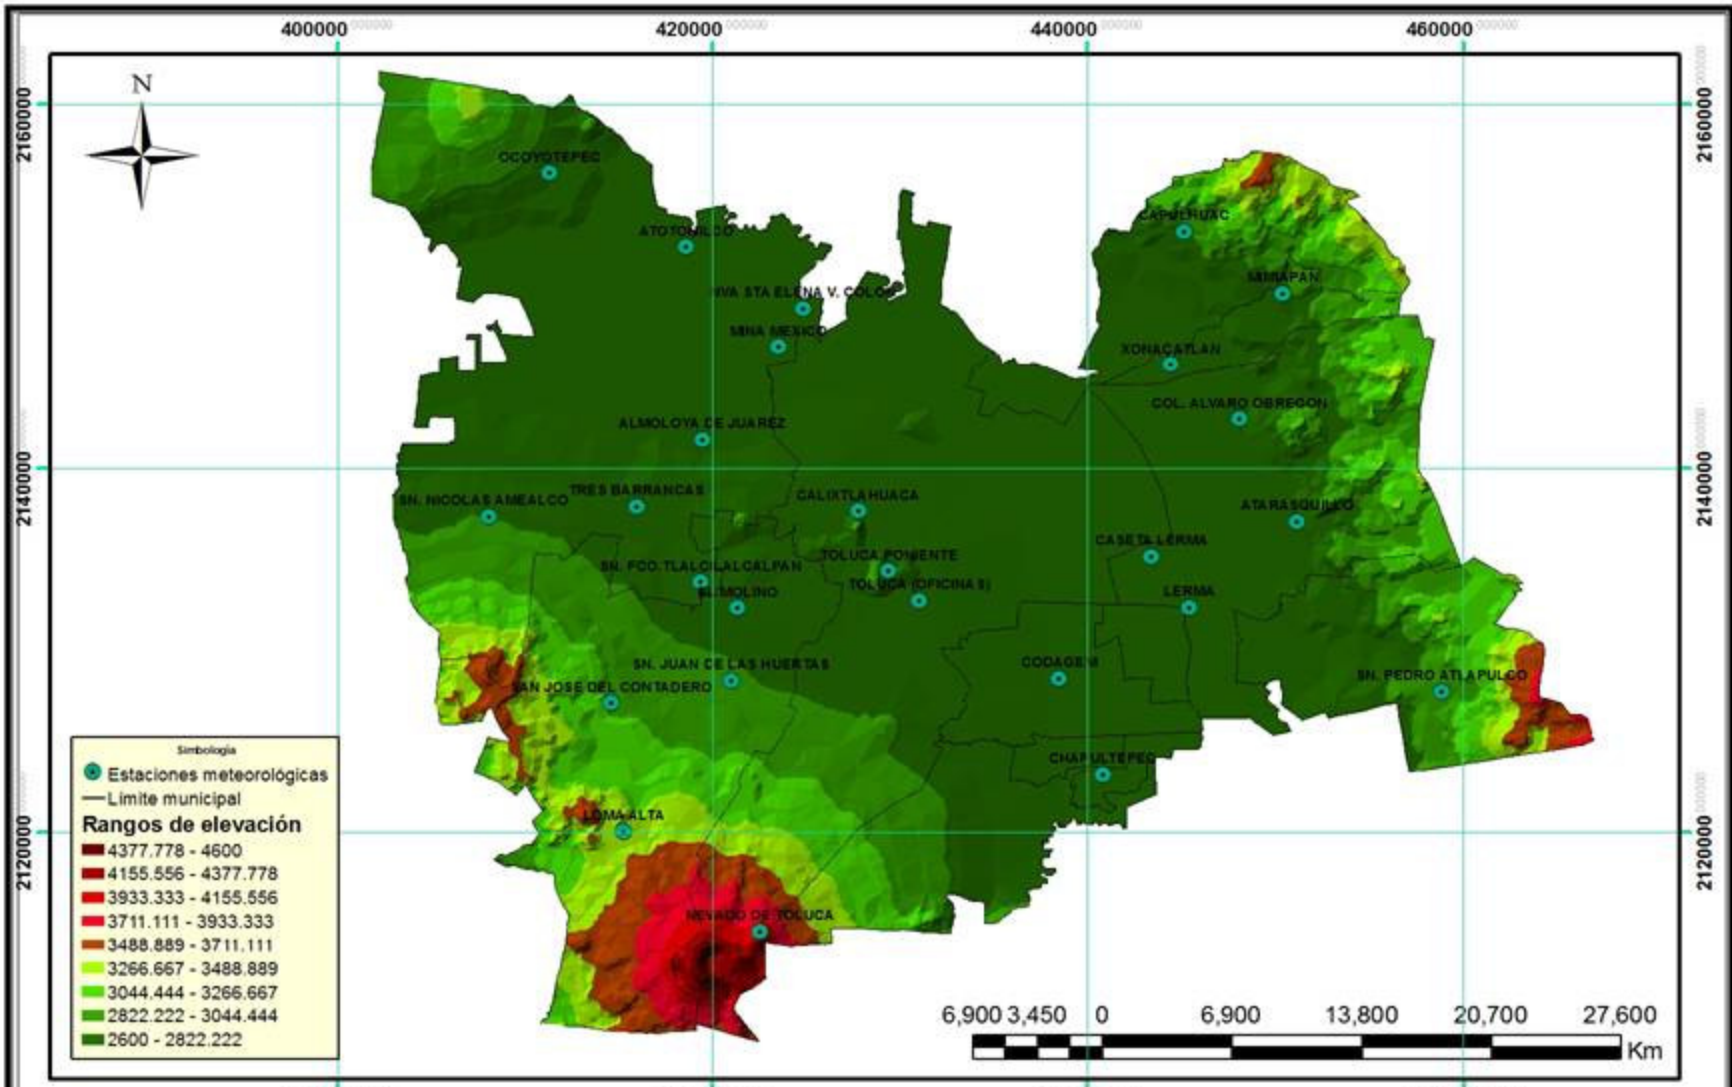 400000 420000 440000 460000
N
2160000 2160000
OCOYOTEPEC
CAPULHUAC
ATOTONILCO
MIMIAPAN
NVA STA ELENA V. COLON
MINA MEXICO
XONACATLAN
COL. ALVARO OBREGON
ALMOLOYA DE JUAREZ
2140000 2140000
TRES BARRANCAS
SN. NICOLAS AMEALCO
CALIXTLAHUACA
ATARASQUILLO
CASETA LERMA
TOLUCA PONIENTE
SN. FCO. TLALCILALCALPAN
TOLUCA (OFICINAS)
EL MOLINO
LERMA
SN. JUAN DE LAS HUERTAS
CODAGEM
SN. PEDRO ATLAPULCO
SAN JOSE DEL CONTADERO
CHAPULTEPEC
LOMA ALTA
2120000 2120000
NEVADO DE TOLUCA
Simbología
Estaciones meteorológicas
Limite municipal
Rangos de elevación
4377.778 - 4600
4155.556 - 4377.778
3933.333 - 4155.556
3711.111 - 3933.333
3488.889 - 3711.111
3266.667 - 3488.889
3044.444 - 3266.667
2822.222 - 3044.444
2600 - 2822.222
6,900 3,450 0 6,900 13,800 20,700 27,600
Km